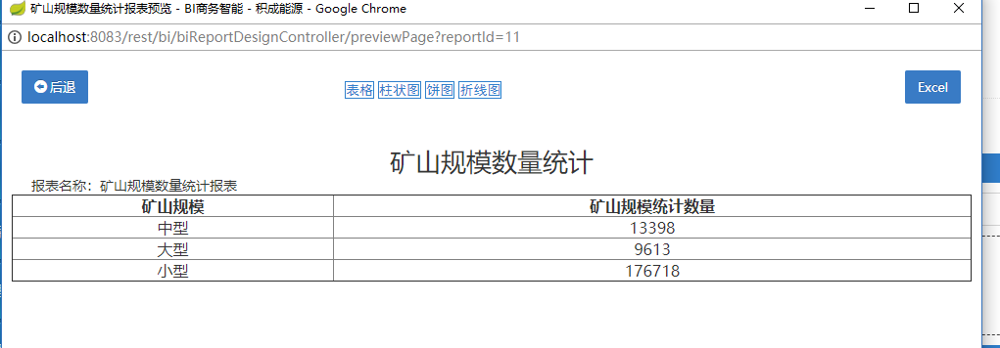 矿山规模数量统计报表预览 - BI商务智能 - 积成能源 - Google Chrome
localhost:8083/rest/bi/biReportDesignController/previewPage?reportId=11
后退 表格 柱状图 饼图 折线图 Excel
矿山规模数量统计
报表名称：矿山规模数量统计报表
矿山规模 矿山规模统计数量
中型 13398
大型 9613
小型 176718